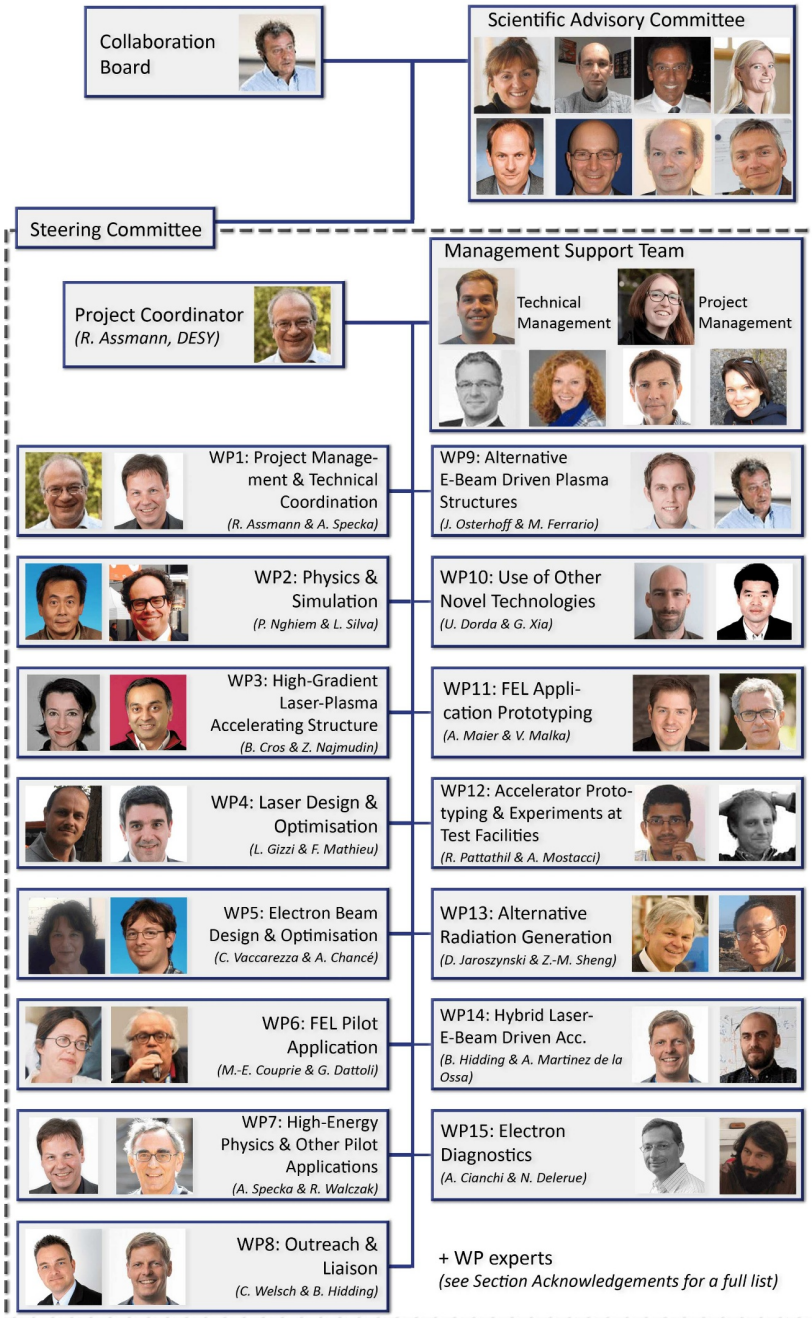 Collaboration
Board
Scientific Advisory Committee
Steering Committee
Project Coordinator
(R. Assmann, DESY)
Management Support Team
Technical
Management
Project
Management
WP1: Project Manage-
ment & Technical
Coordination
(R. Assmann & A. Specka)
WP2: Physics &
Simulation
(P. Nghiem & L. Silva)
WP3: High-Gradient
Laser-Plasma
Accelerating Structure
(B. Cros & Z. Najmudin)
WP4: Laser Design &
Optimisation
(L. Gizzi & F. Mathieu)
WP5: Electron Beam
Design & Optimisation
(C. Vaccarezza & A. Chancé)
WP6: FEL Pilot
Application
(M.-E. Couprie & G. Dattoli)
WP7: High-Energy
Physics & Other Pilot
Applications
(A. Specka & R. Walczak)
WP8: Outreach &
Liaison
(C. Welsch & B. Hidding)
WP9: Alternative
E-Beam Driven Plasma
Structures
(J. Osterhoff & M. Ferrario)
WP10: Use of Other
Novel Technologies
(U. Dorda & G. Xia)
WP11: FEL Appli-
cation Prototyping
(A. Maier & V. Malka)
WP12: Accelerator Proto-
typing & Experiments at
Test Facilities
(R. Pattathil & A. Mostacci)
WP13: Alternative
Radiation Generation
(D. Jaroszynski & Z.-M. Sheng)
WP14: Hybrid Laser-
E-Beam Driven Acc.
(B. Hidding & A. Martinez de la
Ossa)
WP15: Electron
Diagnostics
(A. Cianchi & N. Delerue)
+ WP experts
(see Section Acknowledgements for a full list)